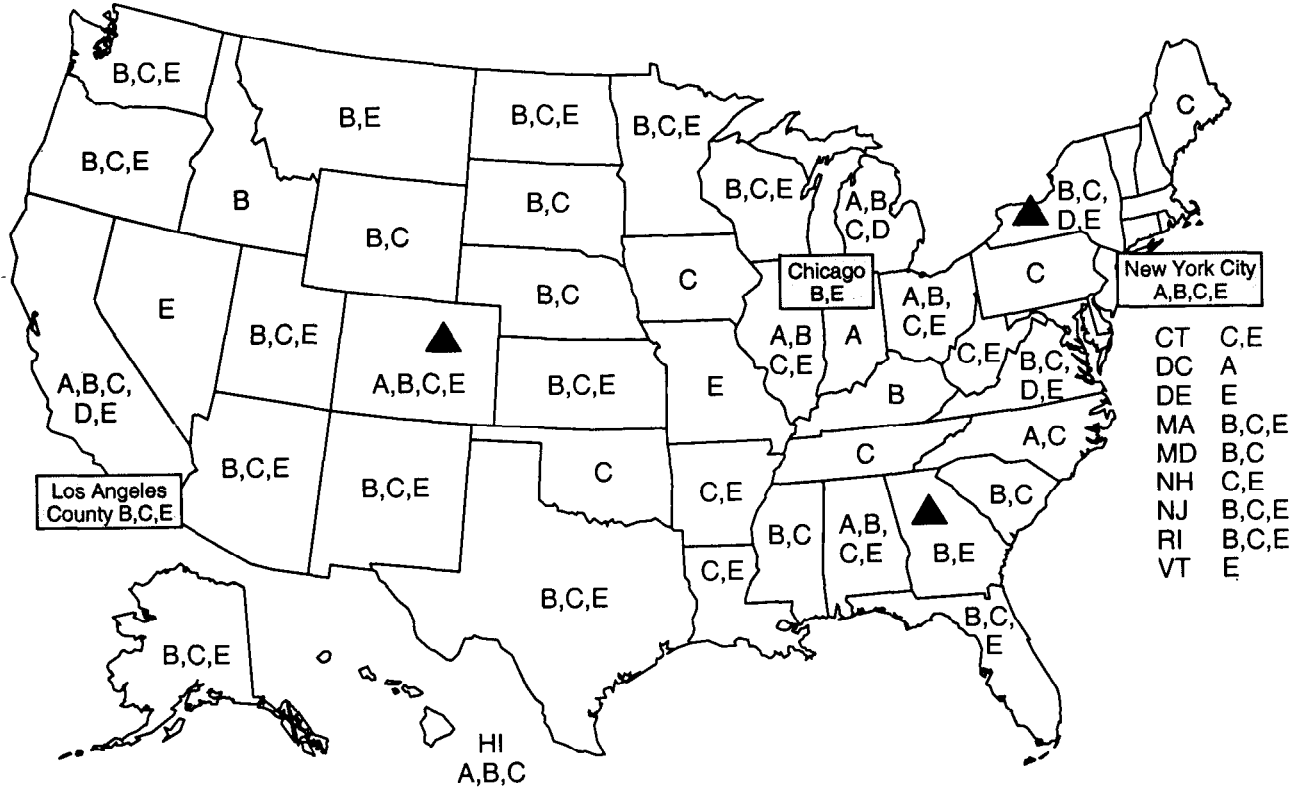 B,C,E
B,E
B,C,E
B,C,E
C
B,C,E
B
B,C
B,C
B,C,E
A,B,
C,D
B,C,
D,E
E
B,C,E
A,B,C,E
B,C
C
Chicago
B,E
C
New York City
A,B,C,E
A,B,C,
D,E
B,C,E
E
A,B
C,E
A
A,B,
C,E
C,E
B,C,
D,E
B
CT C,E
DC A
DE E
MA B,C,E
MD B,C
NH C,E
NJ B,C,E
RI B,C,E
VT E
Los Angeles
County B,C,E
B,C,E
B,C,E
C
C,E
C
A,C
B,C
B,C
A,B,
C,E
B,E
B,C,E
C,E
B,C,
E
B,C,E
HI
A,B,C